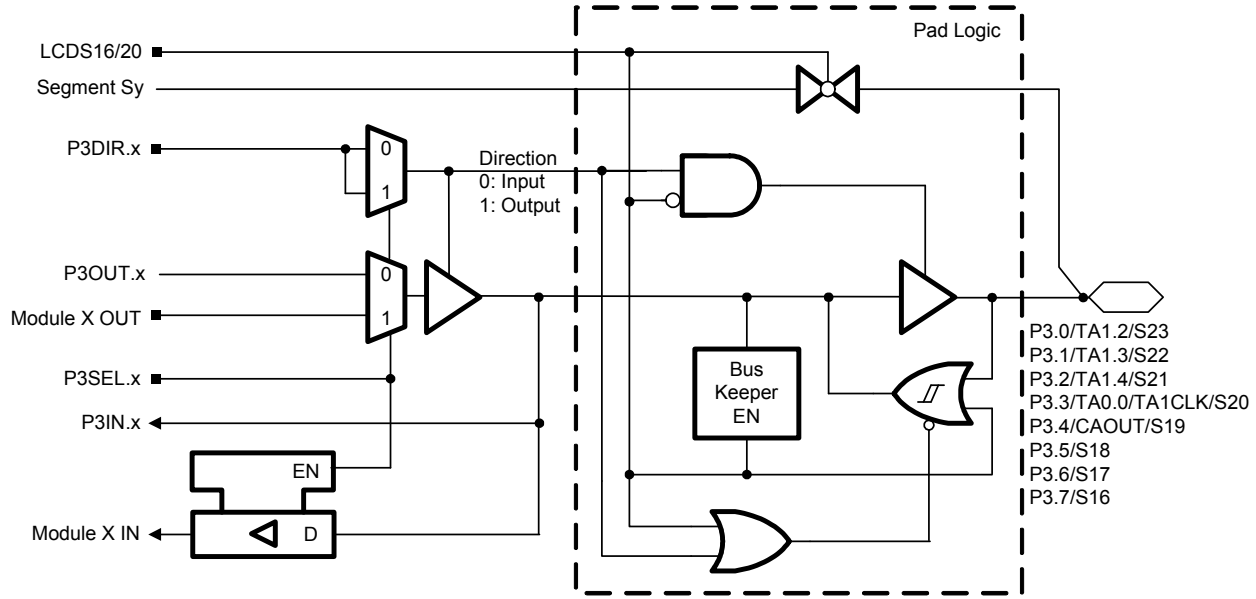 Pad Logic
LCDS16/20
Segment Sy
P3DIR.x
0
1
Direction
0: Input
1: Output
P3OUT.x
0
Module X OUT
1
P3SEL.x
P3IN.x
EN
D
Module X IN
Bus
Keeper
EN
P3.0/TA1.2/S23
P3.1/TA1.3/S22
P3.2/TA1.4/S21
P3.3/TA0.0/TA1CLK/S20
P3.4/CAOUT/S19
P3.5/S18
P3.6/S17
P3.7/S16